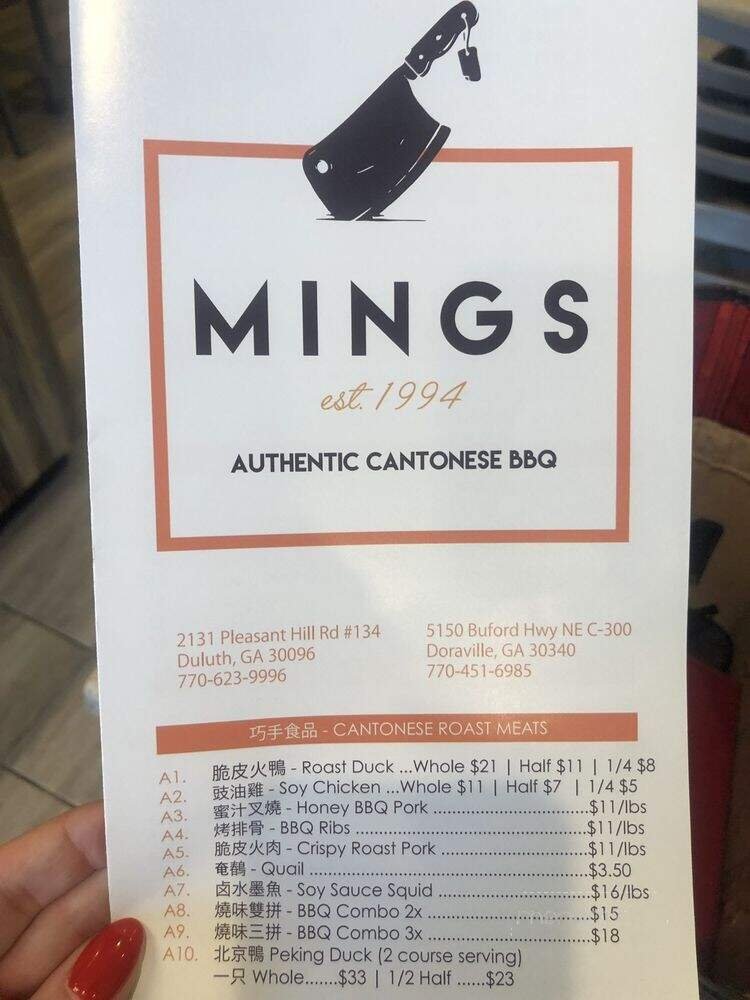 MINGS
est. 1994
AUTHENTIC CANTONESE BBQ
2131 Pleasant Hill Rd #134
Duluth, GA 30096
770-623-9996
5150 Buford Hwy NE C-300
Doraville, GA 30340
770-451-6985
巧手食品 - CANTONESE ROAST MEATS
A1. 脆皮火鴨 - Roast Duck ...Whole $21 | Half $11 | 1/4 $8
A2. 豉油雞 - Soy Chicken ...Whole $11 | Half $7 | 1/4 $5
A3. 蜜汁叉燒 - Honey BBQ Pork ..........................$11/lbs
A4. 烤排骨 - BBQ Ribs .......................................$11/lbs
A5. 脆皮火肉 - Crispy Roast Pork ..........................$11/lbs
A6. 奄鶉 - Quail ...............................................$3.50
A7. 卤水墨魚 - Soy Sauce Squid ..........................$16/lbs
A8. 燒味雙拼 - BBQ Combo 2x ...........................$15
A9. 燒味三拼 - BBQ Combo 3x ...........................$18
A10. 北京鴨 Peking Duck (2 course serving)
一只 Whole......$33 | 1/2 Half ......$23